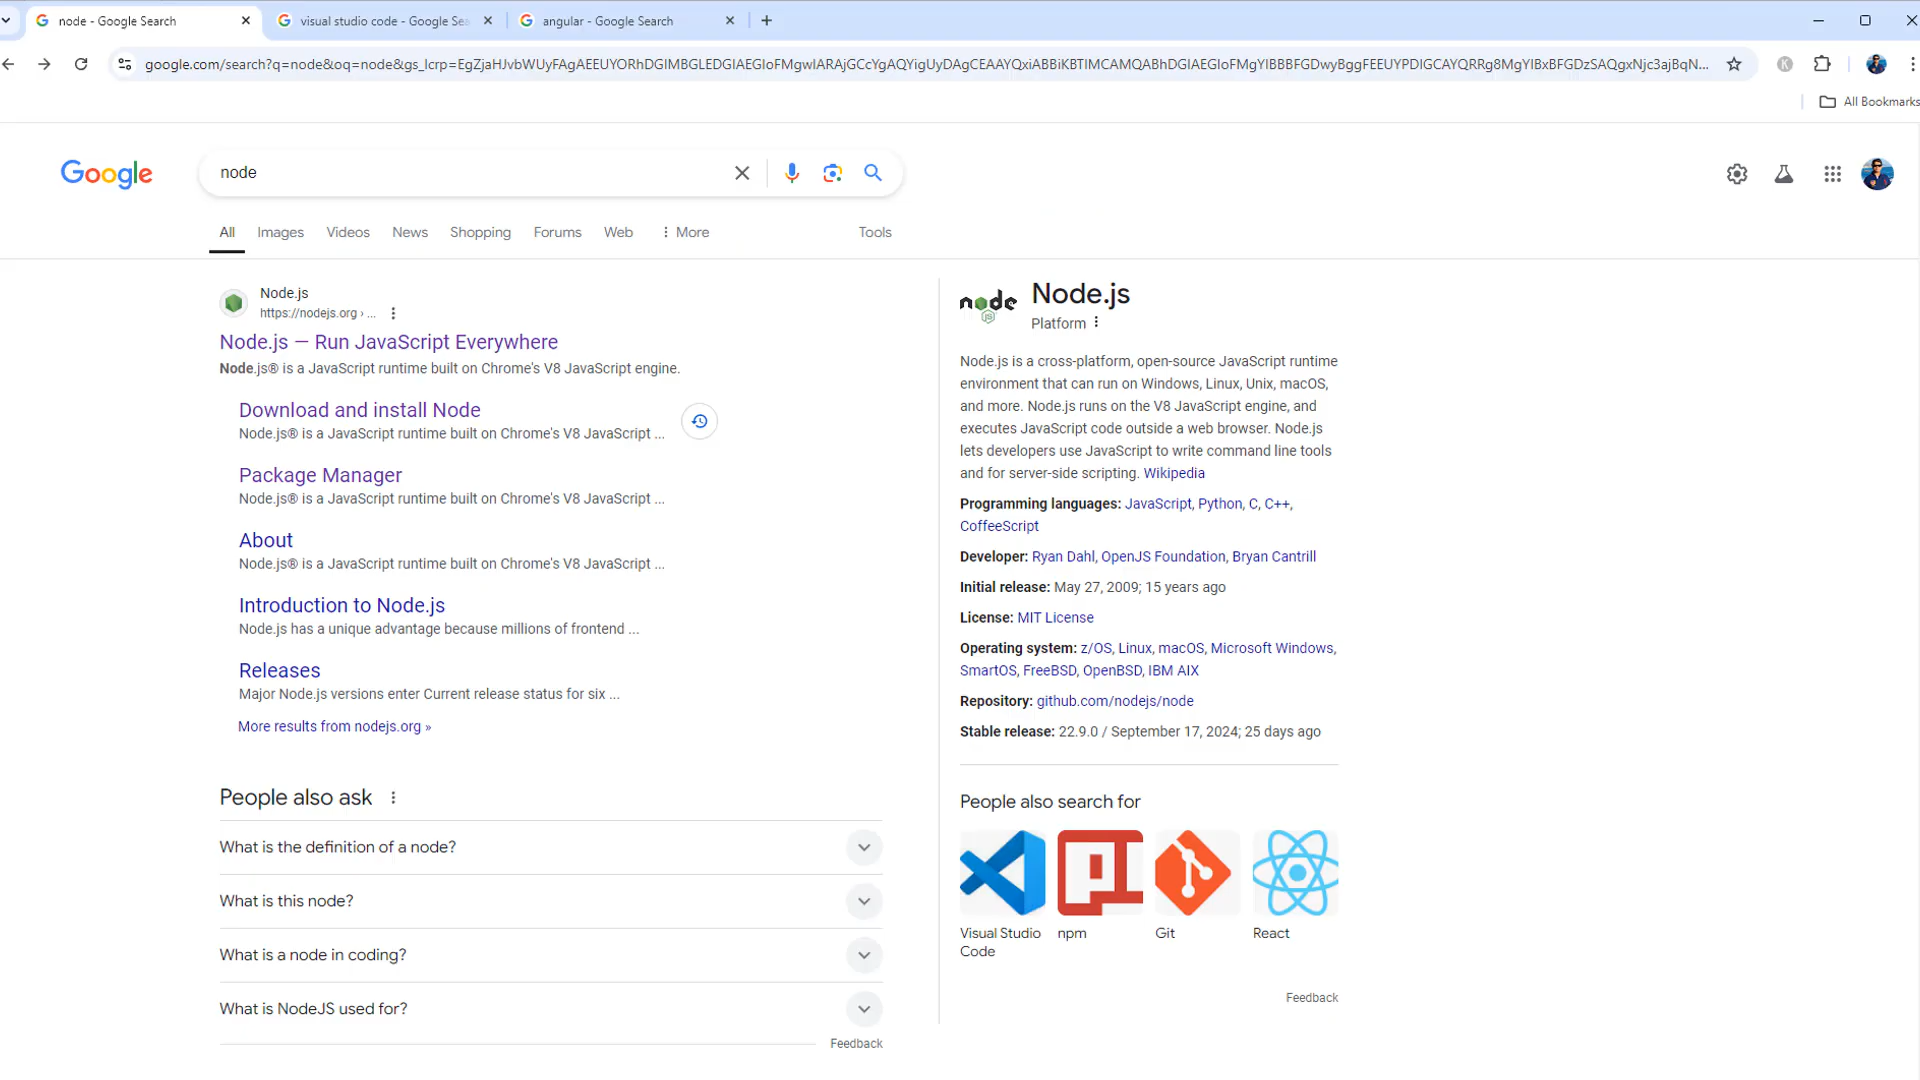 node - Google Search
visual studio code - Google Sea
angular - Google Search
google.com/search?q=node&oq=node&gs_lcrp=EgZjaHJvbWUyFAgAEEUYORhDGIMBGLEDGIAEGIoFMgwIARAjGCcYgAQYigUyDAgCEAAYQxiABBiKBTIMCAMQABhDGIAEGIoFMgYIBBBFGDwyBggFEEUYPDIGCAYQRRg8MgYIBxBFGDzSAQgxNjc3ajBqN...
All Bookmarks
Google
node
All
Images
Videos
News
Shopping
Forums
Web
More
Tools
Node.js
https://nodejs.org › ...
Node.js — Run JavaScript Everywhere
Node.js® is a JavaScript runtime built on Chrome's V8 JavaScript engine.
Download and install Node
Node.js® is a JavaScript runtime built on Chrome's V8 JavaScript ...
Package Manager
Node.js® is a JavaScript runtime built on Chrome's V8 JavaScript ...
About
Node.js® is a JavaScript runtime built on Chrome's V8 JavaScript ...
Introduction to Node.js
Node.js has a unique advantage because millions of frontend ...
Releases
Major Node.js versions enter Current release status for six ...
More results from nodejs.org »
People also ask
What is the definition of a node?
What is this node?
What is a node in coding?
What is NodeJS used for?
Feedback
node
JS
Node.js
Platform
Node.js is a cross-platform, open-source JavaScript runtime
environment that can run on Windows, Linux, Unix, macOS,
and more. Node.js runs on the V8 JavaScript engine, and
executes JavaScript code outside a web browser. Node.js
lets developers use JavaScript to write command line tools
and for server-side scripting. Wikipedia
Programming languages: JavaScript, Python, C, C++,
CoffeeScript
Developer: Ryan Dahl, OpenJS Foundation, Bryan Cantrill
Initial release: May 27, 2009; 15 years ago
License: MIT License
Operating system: z/OS, Linux, macOS, Microsoft Windows,
SmartOS, FreeBSD, OpenBSD, IBM AIX
Repository: github.com/nodejs/node
Stable release: 22.9.0 / September 17, 2024; 25 days ago
People also search for
Visual Studio
Code
npm
Git
React
Feedback